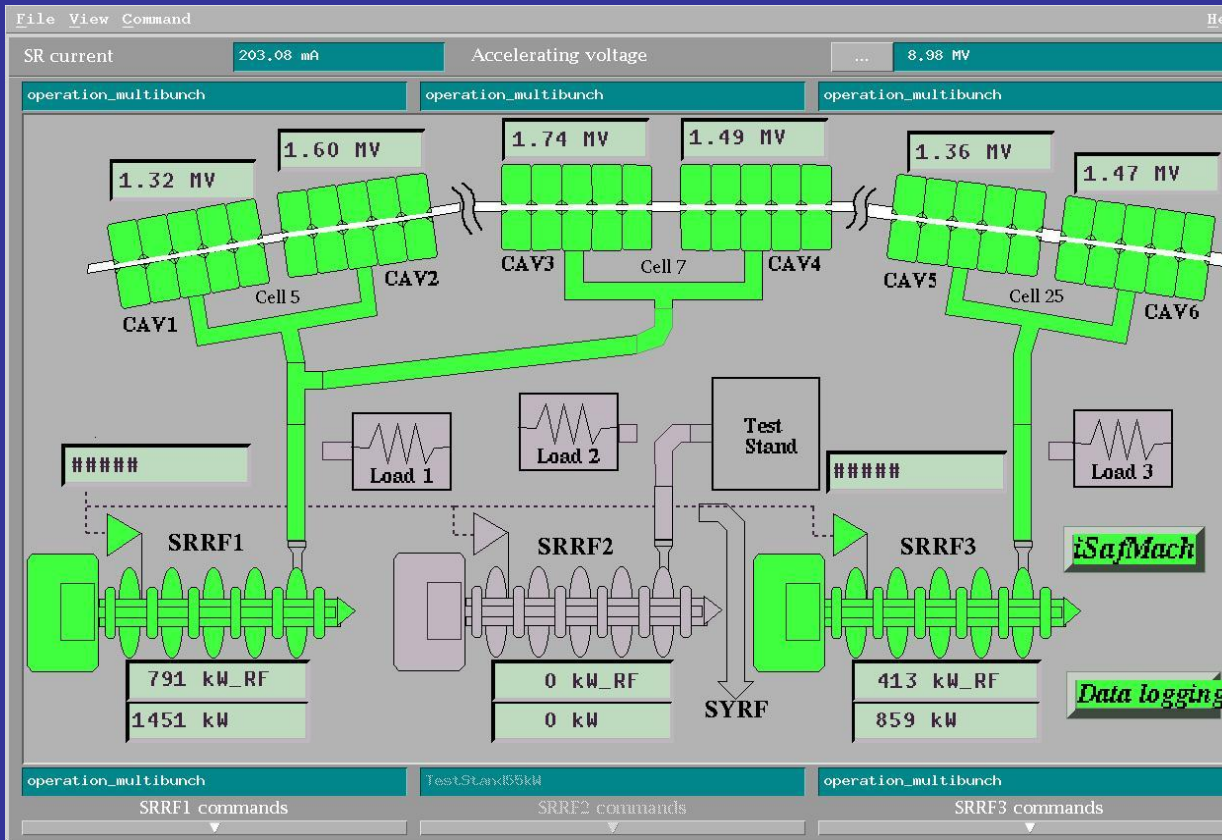 File View Command
SR current 203.08 mA Accelerating voltage ... 8.98 MV
operation_multibunch operation_multibunch operation_multibunch
1.32 MV 1.60 MV 1.74 MV 1.49 MV 1.36 MV 1.47 MV
CAV1 Cell 5 CAV2 CAV3 Cell 7 CAV4 CAV5 Cell 25 CAV6
Load 1 Load 2 Test Load 3
Stand
##### #####
SRRF1 SRRF2 SRRF3
iSafMach
791 kW_RF 0 kW_RF 413 kW_RF
1451 kW 0 kW 859 kW
SYRF
Data logging
operation_multibunch TestStand55kW operation_multibunch
SRRF1 commands SRRF2 commands SRRF3 commands